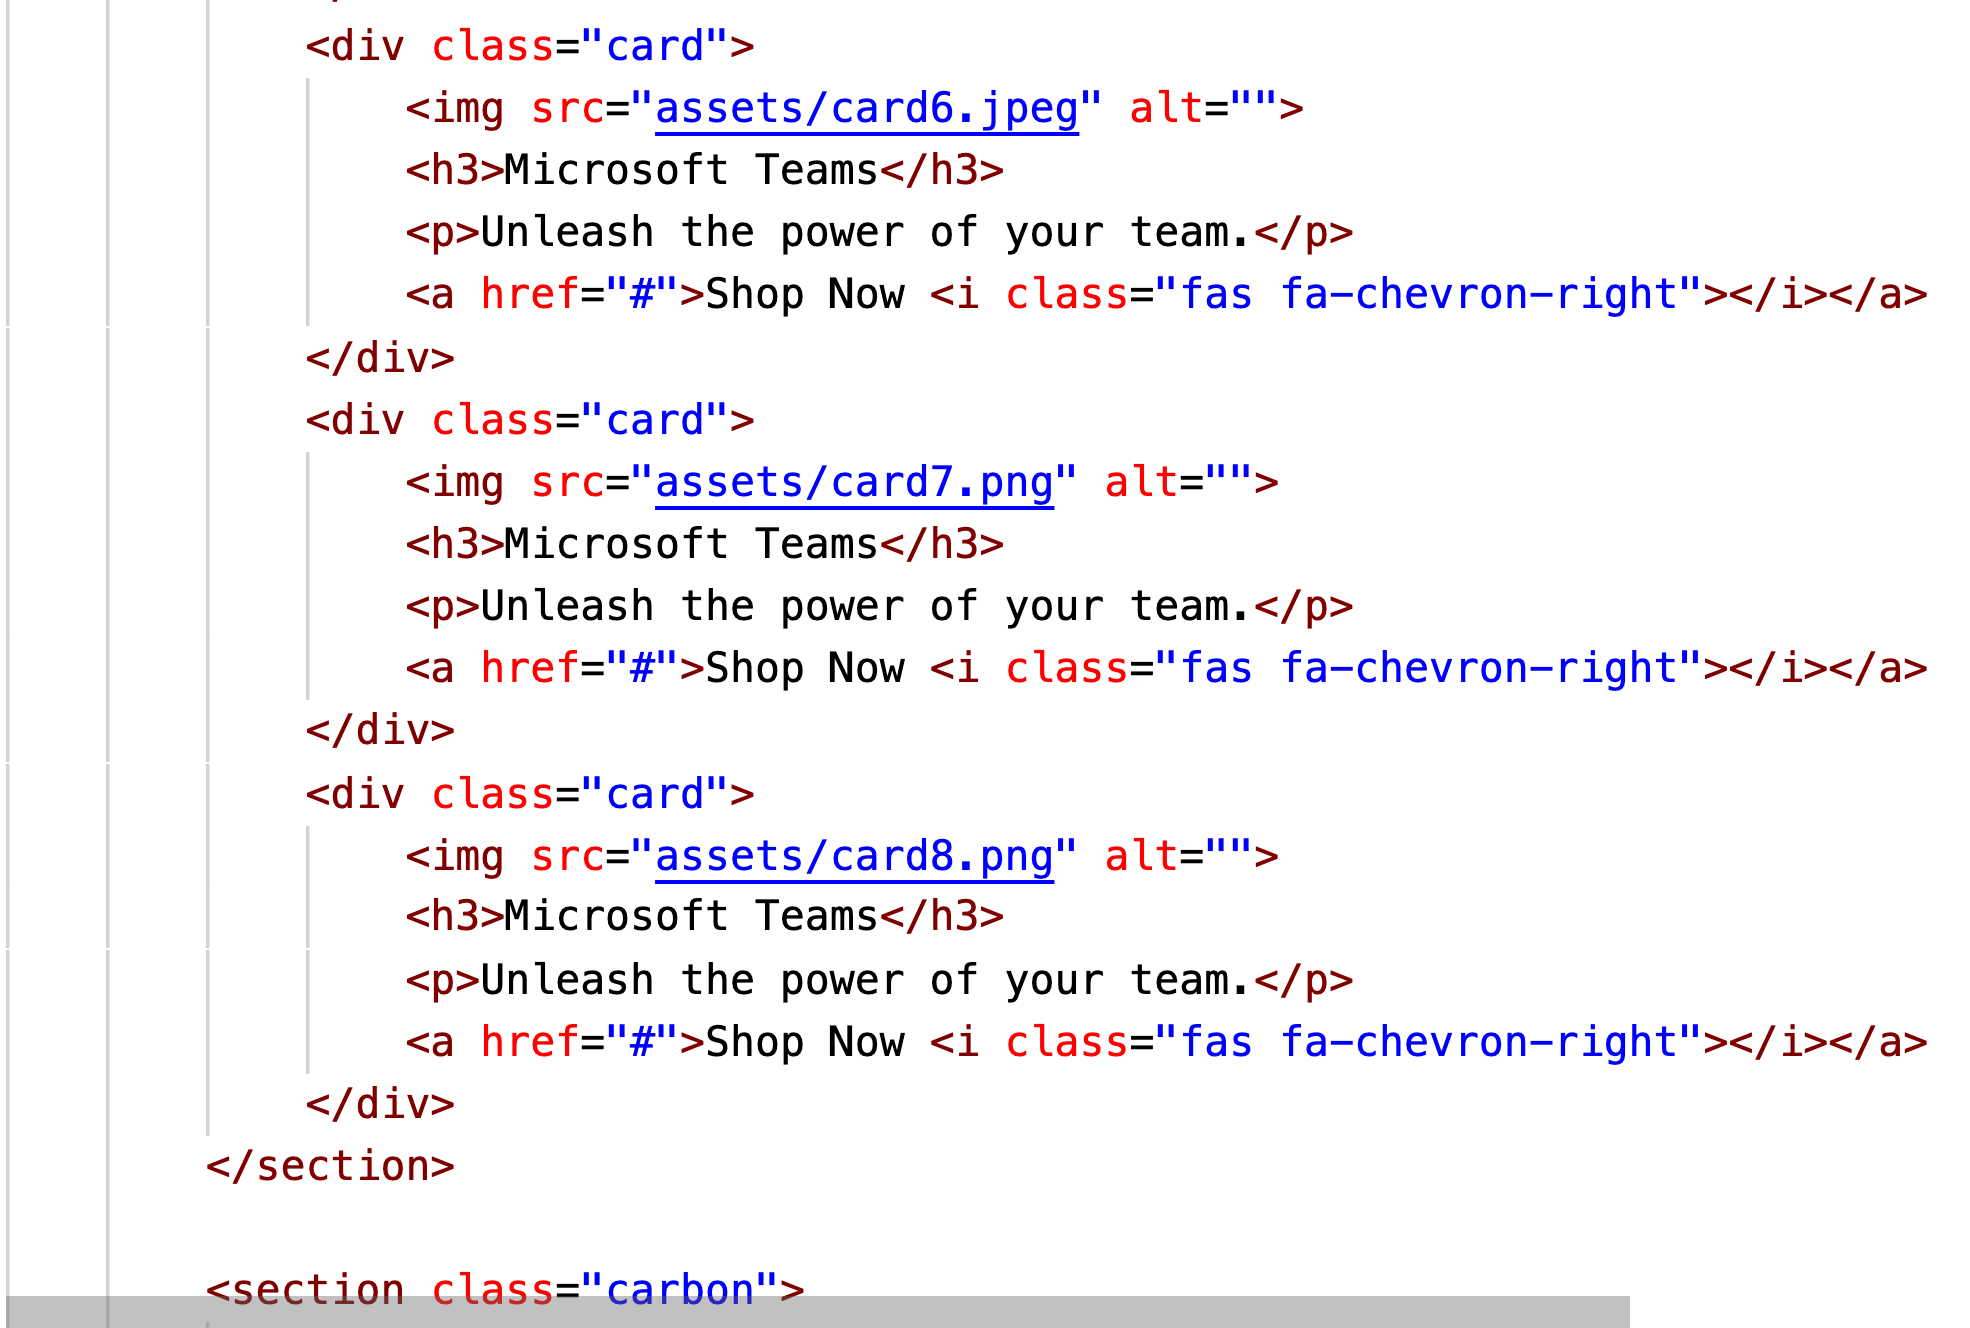 <div class="card">
<img src="assets/card6.jpeg" alt="">
<h3>Microsoft Teams</h3>
<p>Unleash the power of your team.</p>
<a href="#">Shop Now <i class="fas fa-chevron-right"></i></a>
</div>
<div class="card">
<img src="assets/card7.png" alt="">
<h3>Microsoft Teams</h3>
<p>Unleash the power of your team.</p>
<a href="#">Shop Now <i class="fas fa-chevron-right"></i></a>
</div>
<div class="card">
<img src="assets/card8.png" alt="">
<h3>Microsoft Teams</h3>
<p>Unleash the power of your team.</p>
<a href="#">Shop Now <i class="fas fa-chevron-right"></i></a>
</div>
</section>
<section class="carbon">